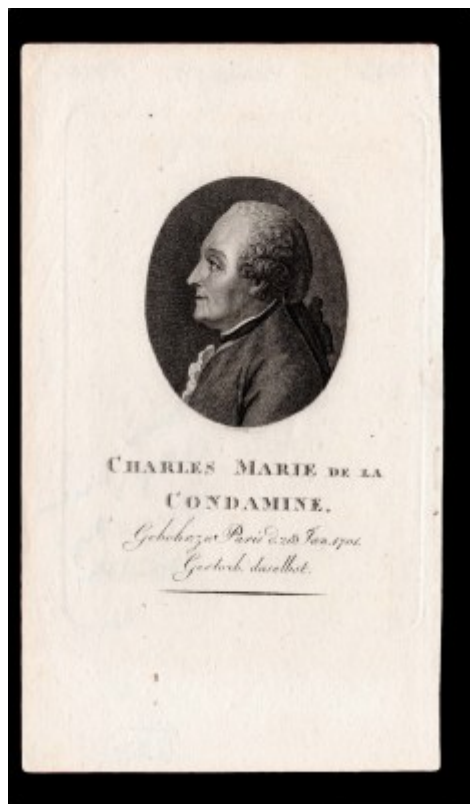 CHARLES MARIE DE LA
CONDAMINE.
Gebohren zu Paris d. 28 Jan. 1701.
Gestorb. daselbst.